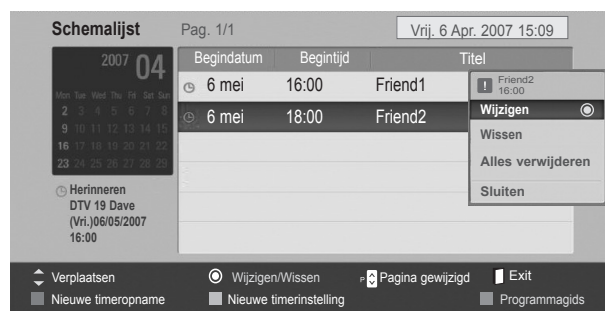 Schemalijst
Pag. 1/1
Vrij. 6 Apr. 2007 15:09
2007 04
Mon Tue Wed Thu Fri Sat Sun
2 3 4 5 6 7 8
9 10 11 12 13 14 15
16 17 18 19 20 21 22
23 24 25 26 27 28 29
Herinneren
DTV 19 Dave
(Vri.)06/05/2007
16:00
Begindatum Begintijd Titel
6 mei 16:00 Friend1
6 mei 18:00 Friend2
Friend2
16:00
Wijzigen
Wissen
Alles verwijderen
Sluiten
Verplaatsen Wijzigen/Wissen P Pagina gewijzigd Exit
Nieuwe timeropname Nieuwe timerinstelling Programmagids